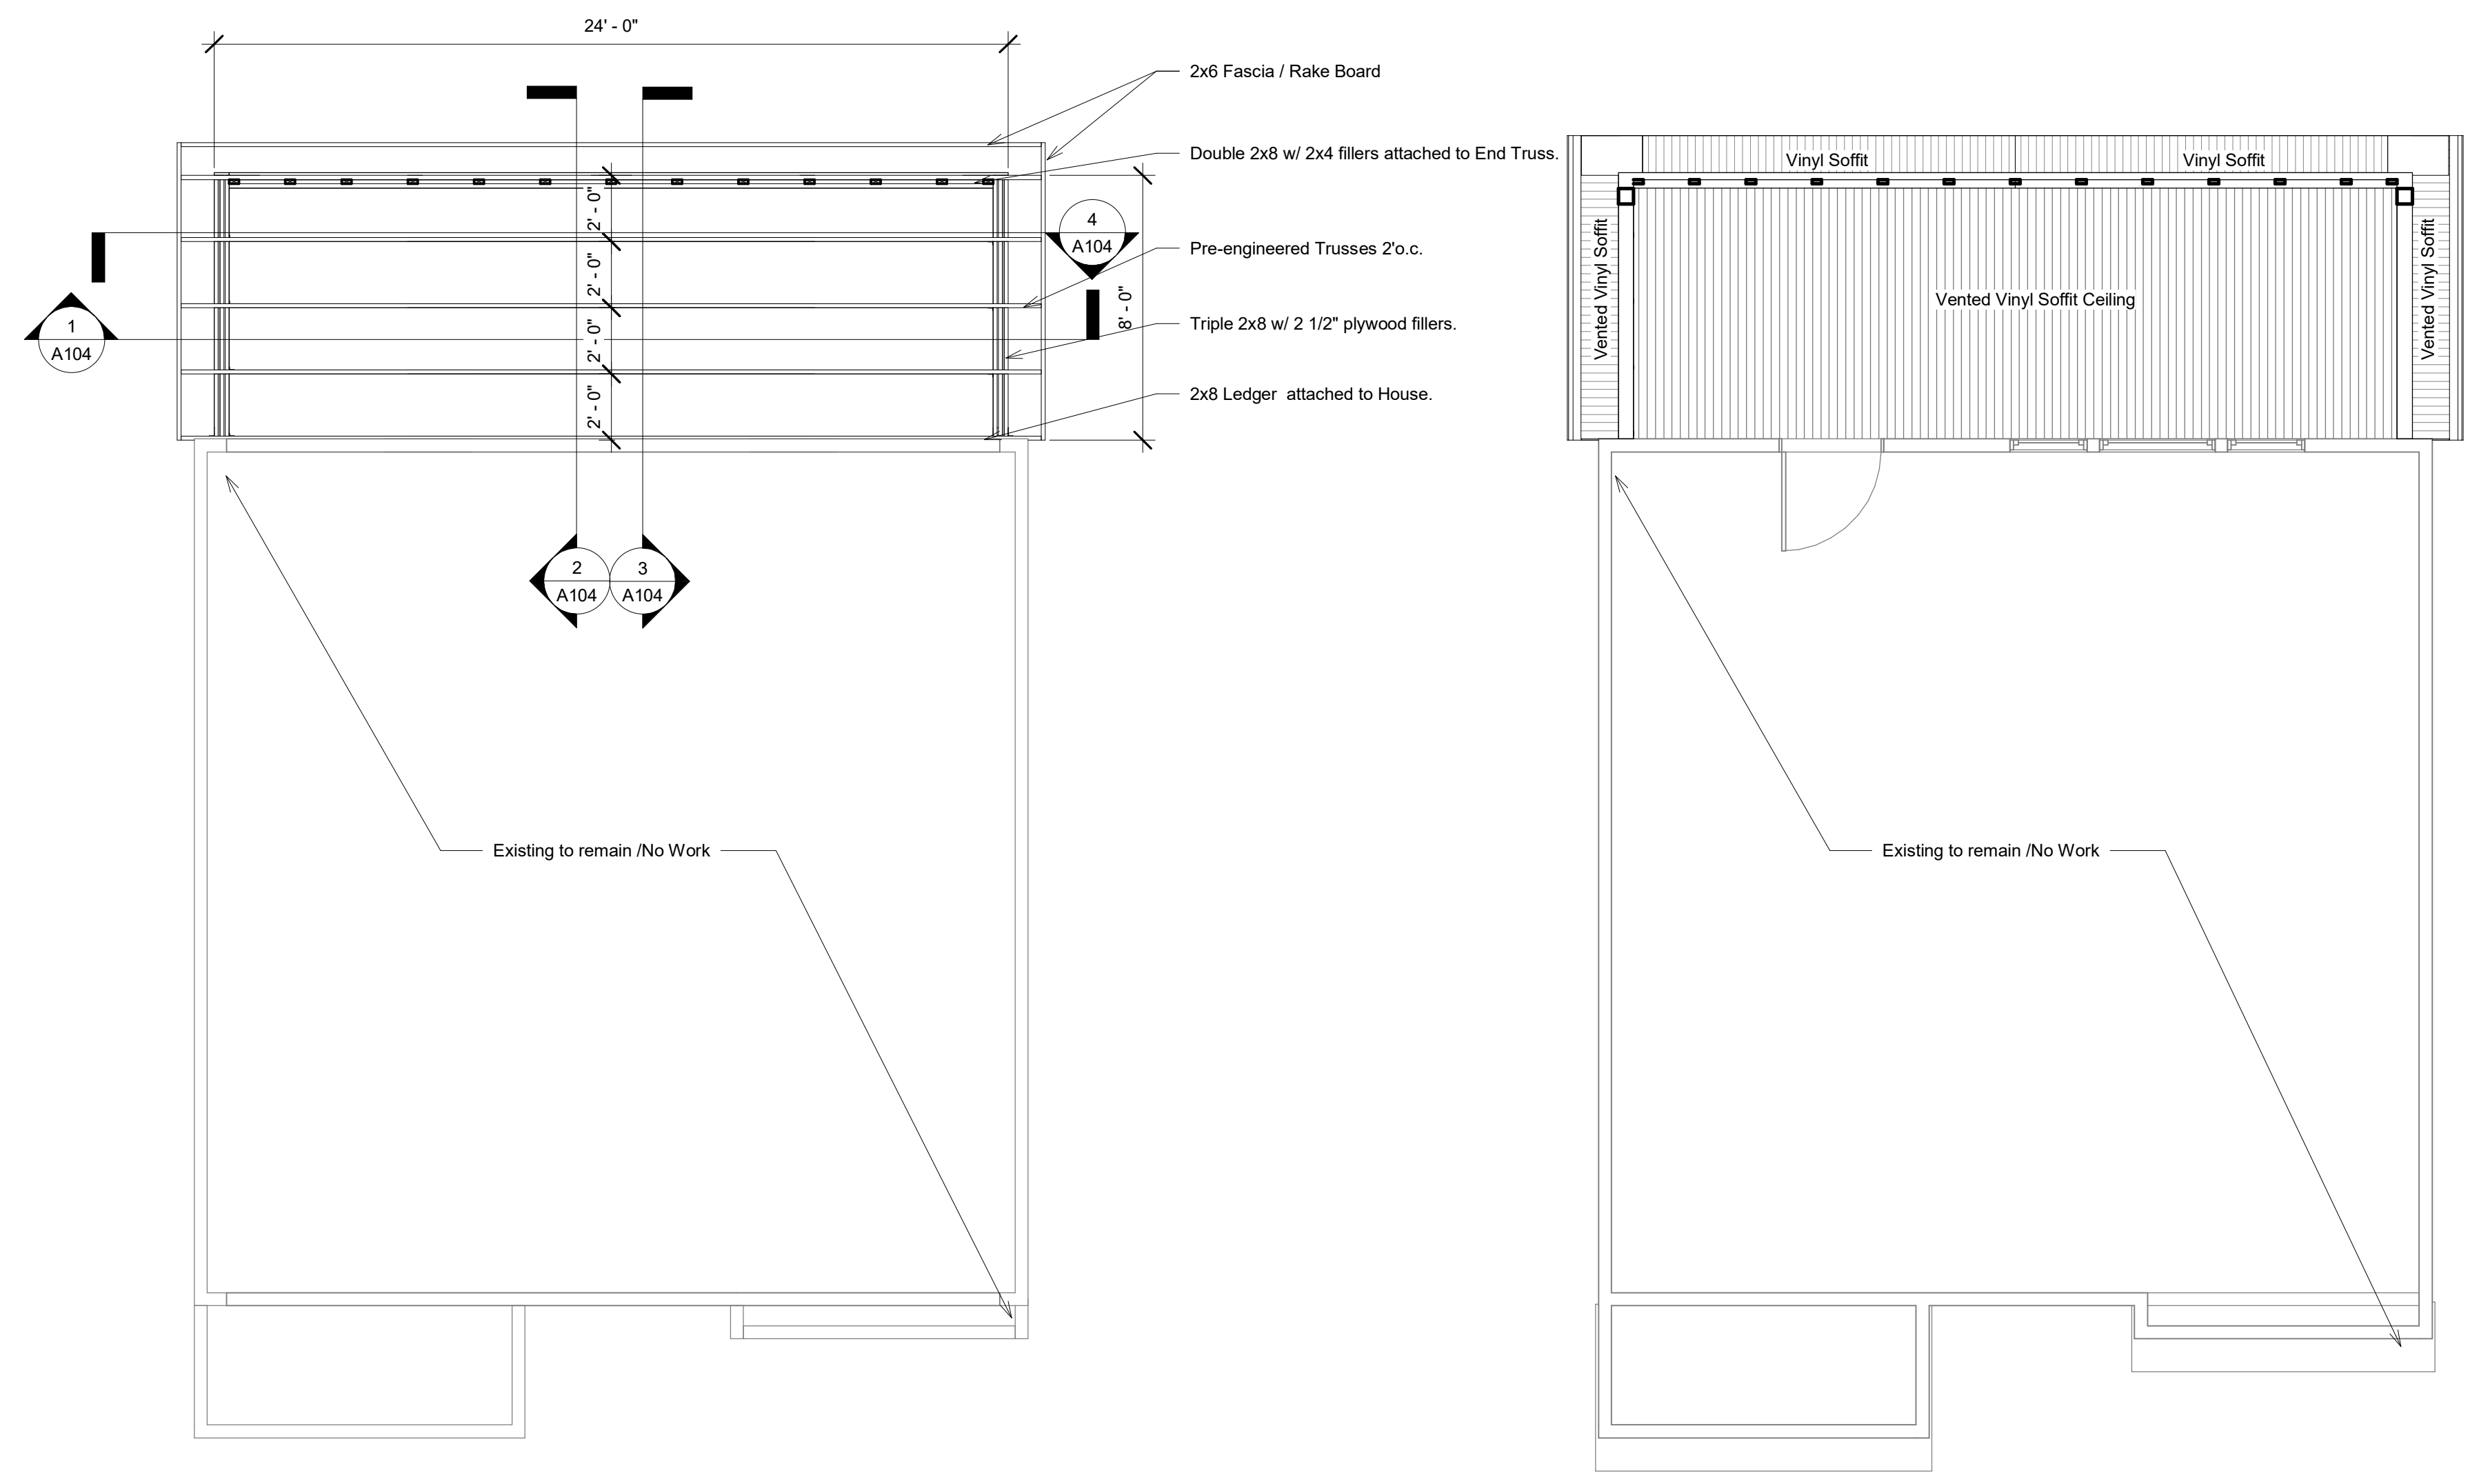 24' - 0"
2x6 Fascia / Rake Board
Double 2x8 w/ 2x4 fillers attached to End Truss.
2' - 0"
4
A104
Pre-engineered Trusses 2'o.c.
2' - 0"
8' - 0"
1
A104
Triple 2x8 w/ 2 1/2" plywood fillers.
2' - 0"
2x8 Ledger  attached to House.
2' - 0"
2
A104
3
A104
Existing to remain /No Work
Vinyl Soffit
Vinyl Soffit
Vented Vinyl Soffit
Vented Vinyl Soffit Ceiling
Vented Vinyl Soffit
Existing to remain /No Work